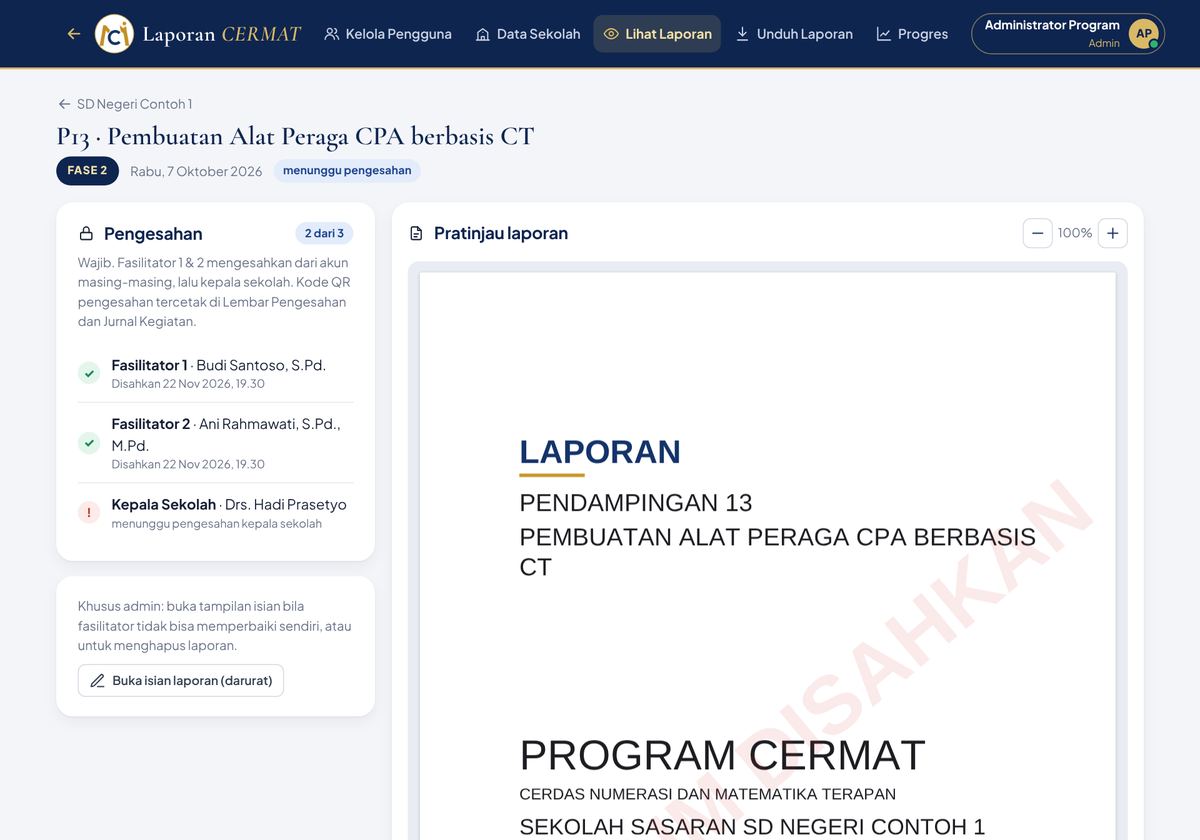 Laporan CERMAT
Kelola Pengguna
Data Sekolah
Lihat Laporan
Unduh Laporan
Progres
Administrator Program
Admin
AP
SD Negeri Contoh 1
P13 · Pembuatan Alat Peraga CPA berbasis CT
FASE 2
Rabu, 7 Oktober 2026
menunggu pengesahan
Pengesahan
2 dari 3
Wajib. Fasilitator 1 & 2 mengesahkan dari akun
masing-masing, lalu kepala sekolah. Kode QR
pengesahan tercetak di Lembar Pengesahan
dan Jurnal Kegiatan.
Fasilitator 1 · Budi Santoso, S.Pd.
Disahkan 22 Nov 2026, 19.30
Fasilitator 2 · Ani Rahmawati, S.Pd.,
M.Pd.
Disahkan 22 Nov 2026, 19.30
!
Kepala Sekolah · Drs. Hadi Prasetyo
menunggu pengesahan kepala sekolah
Khusus admin: buka tampilan isian bila
fasilitator tidak bisa memperbaiki sendiri, atau
untuk menghapus laporan.
Buka isian laporan (darurat)
Pratinjau laporan
100%
LAPORAN
PENDAMPINGAN 13
PEMBUATAN ALAT PERAGA CPA BERBASIS
CT
PROGRAM CERMAT
CERDAS NUMERASI DAN MATEMATIKA TERAPAN
SEKOLAH SASARAN SD NEGERI CONTOH 1
M DISAHKAN